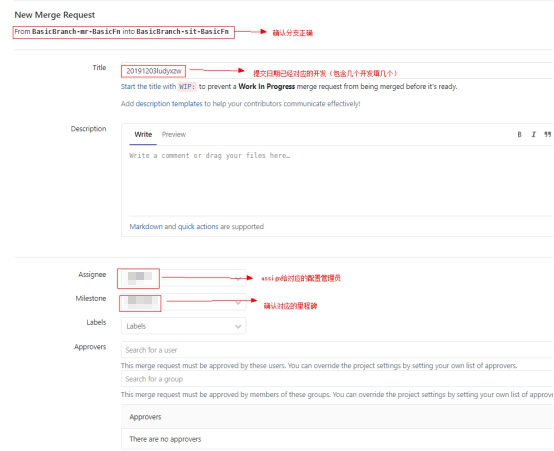 New Merge Request
From BasicBranch-mr-BasicFn into BasicBranch-sit-BasicFn
确认分支正确
Title
20191203ludyxzw
提交日期已经对应的开发（包含几个开发填几个）
Start the title with WIP: to prevent a Work In Progress merge request from being merged before it's ready.
Add description templates to help your contributors communicate effectively!
Description
Write Preview
B I
Write a comment or drag your files here…
Markdown and quick actions are supported
Assignee
assign给对应的配置管理员
Milestone
确认对应的里程碑
Labels
Labels
Approvers
Search for a user
This merge request must be approved by these users. You can override the project settings by setting your own list of approvers.
Search for a group
This merge request must be approved by members of these groups. You can override the project settings by setting your own list of approve
Approvers
There are no approvers